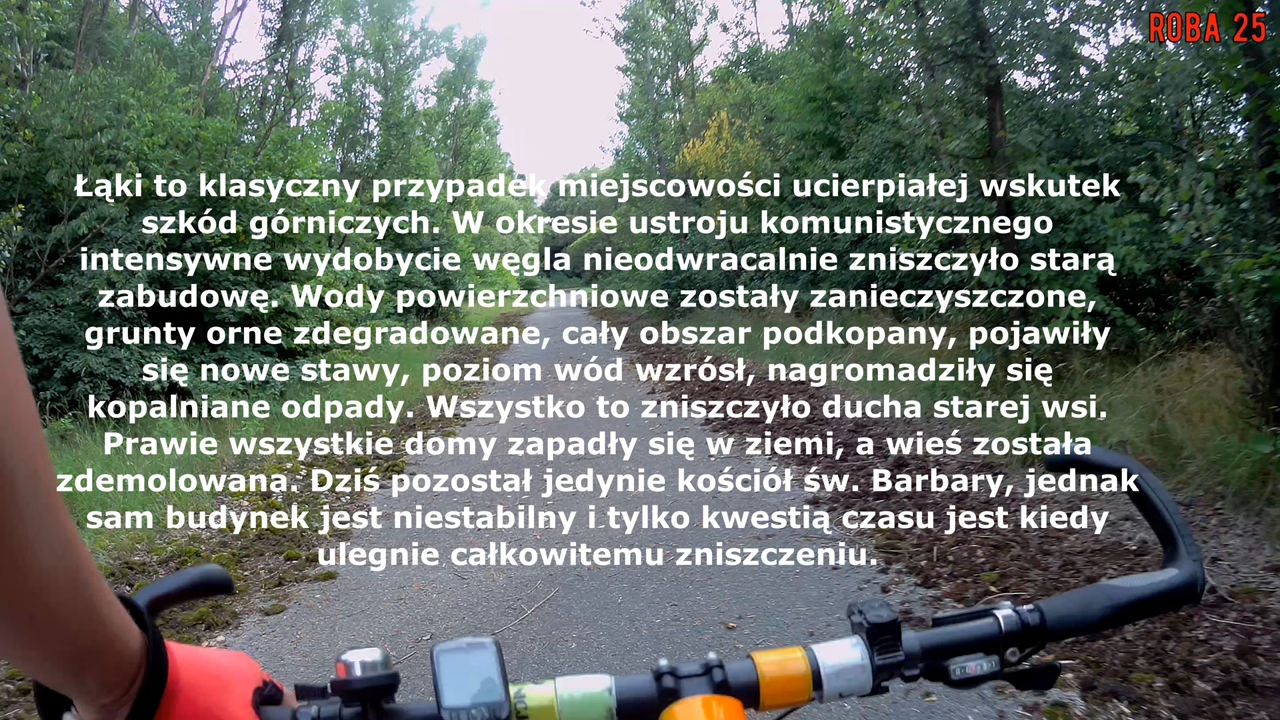 ROBA 25
Łąki to klasyczny przypadek miejscowości ucierpiałej wskutek
szkód górniczych. W okresie ustroju komunistycznego
intensywne wydobycie węgla nieodwracalnie zniszczyło starą
zabudowę. Wody powierzchniowe zostały zanieczyszczone,
grunty orne zdegradowane, cały obszar podkopany, pojawiły
się nowe stawy, poziom wód wzrósł, nagromadziły się
kopalniane odpady. Wszystko to zniszczyło ducha starej wsi.
Prawie wszystkie domy zapadły się w ziemi, a wieś została
zdemolowana. Dziś pozostał jedynie kościół św. Barbary, jednak
sam budynek jest niestabilny i tylko kwestią czasu jest kiedy
ulegnie całkowitemu zniszczeniu.